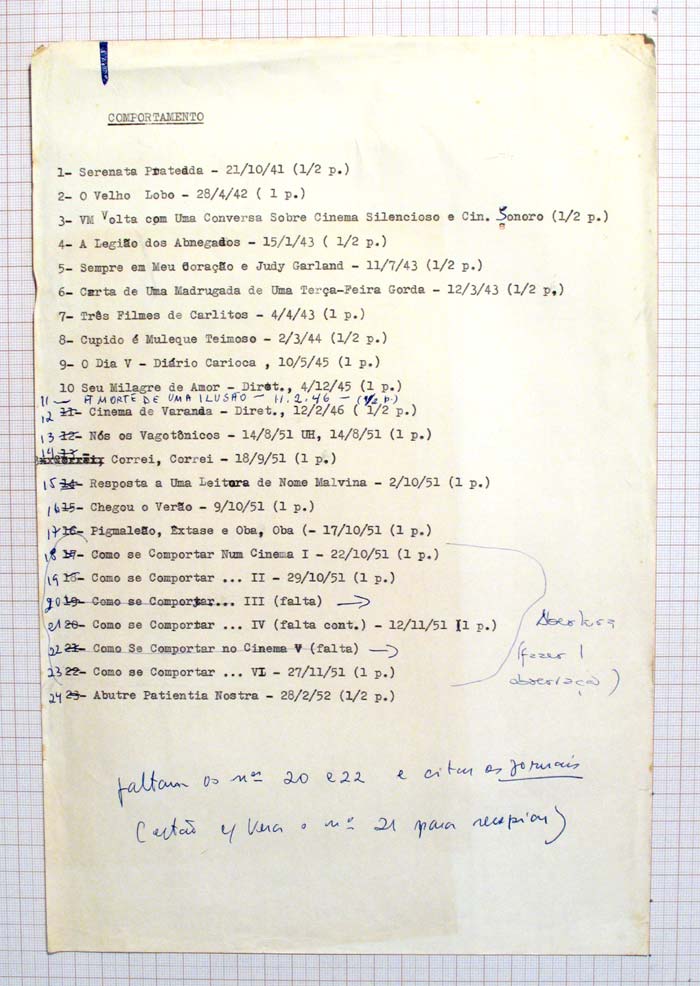 COMPORTAMENTO
1- Serenata Prateada - 21/10/41 (1/2 p.)
2- O Velho Lobo - 28/4/42 ( 1 p.)
3- VM Volta com Uma Conversa Sobre Cinema Silencioso e Cin. Sonoro (1/2 p.)
4- A Legião dos Abnegados - 15/1/43 ( 1/2 p.)
5- Sempre em Meu Coração e Judy Garland - 11/7/43 (1/2 p.)
6- Carta de Uma Madrugada de Uma Terça-Feira Gorda - 12/3/43 (1/2 p.)
7- Três Filmes de Carlitos - 4/4/43 (1 p.)
8- Cupido é Muleque Teimoso - 2/3/44 (1/2 p.)
9- O Dia V - Diário Carioca , 10/5/45 (1 p.)
10 Seu Milagre de Amor - Diret., 4/12/45 (1 p.)
11 - A MORTE DE UMA ILUSÃO - 11.2.46 - (1/2 p.)
12 11- Cinema de Varanda - Diret., 12/2/46 ( 1/2 p.)
13 12- Nós os Vagotônicos - 14/8/51 UH, 14/8/51 (1 p.)
14 13- Correi, Correi - 18/9/51 (1 p.)
15 14- Resposta a Uma Leitora de Nome Malvina - 2/10/51 (1 p.)
16 15- Chegou o Verão - 9/10/51 (1 p.)
17 16- Pigmaleão, Êxtase e Oba, Oba (- 17/10/51 (1 p.)
18 17- Como se Comportar Num Cinema I - 22/10/51 (1 p.)
19 18- Como se Comportar ... II - 29/10/51 (1 p.)
20 19- Como se Comportar... III (falta) →
21 20- Como se Comportar ... IV (falta cont.) - 12/11/51 (1 p.)
22 21- Como Se Comportar no Cinema V (falta) →
23 22- Como se Comportar ... VI - 27/11/51 (1 p.)
24 23- Abutre Patientia Nostra - 28/2/52 (1/2 p.)
Abertura
(fazer 1
observação)
faltam os nos 20 e 22 e citar os jornais
(estão c/ Vera o no 21 para )